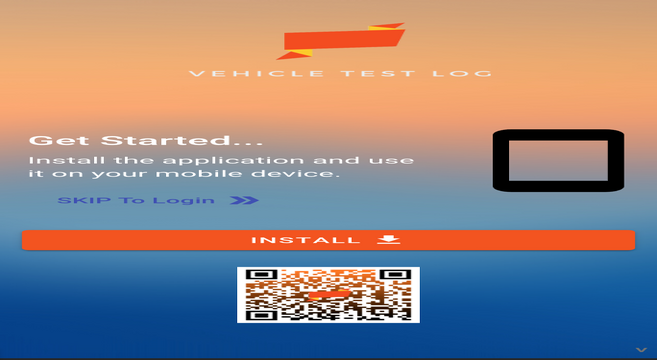 VEHICLE TEST LOG
Get Started...
Install the application and use
it on your mobile device.
SKIP To Login
INSTALL